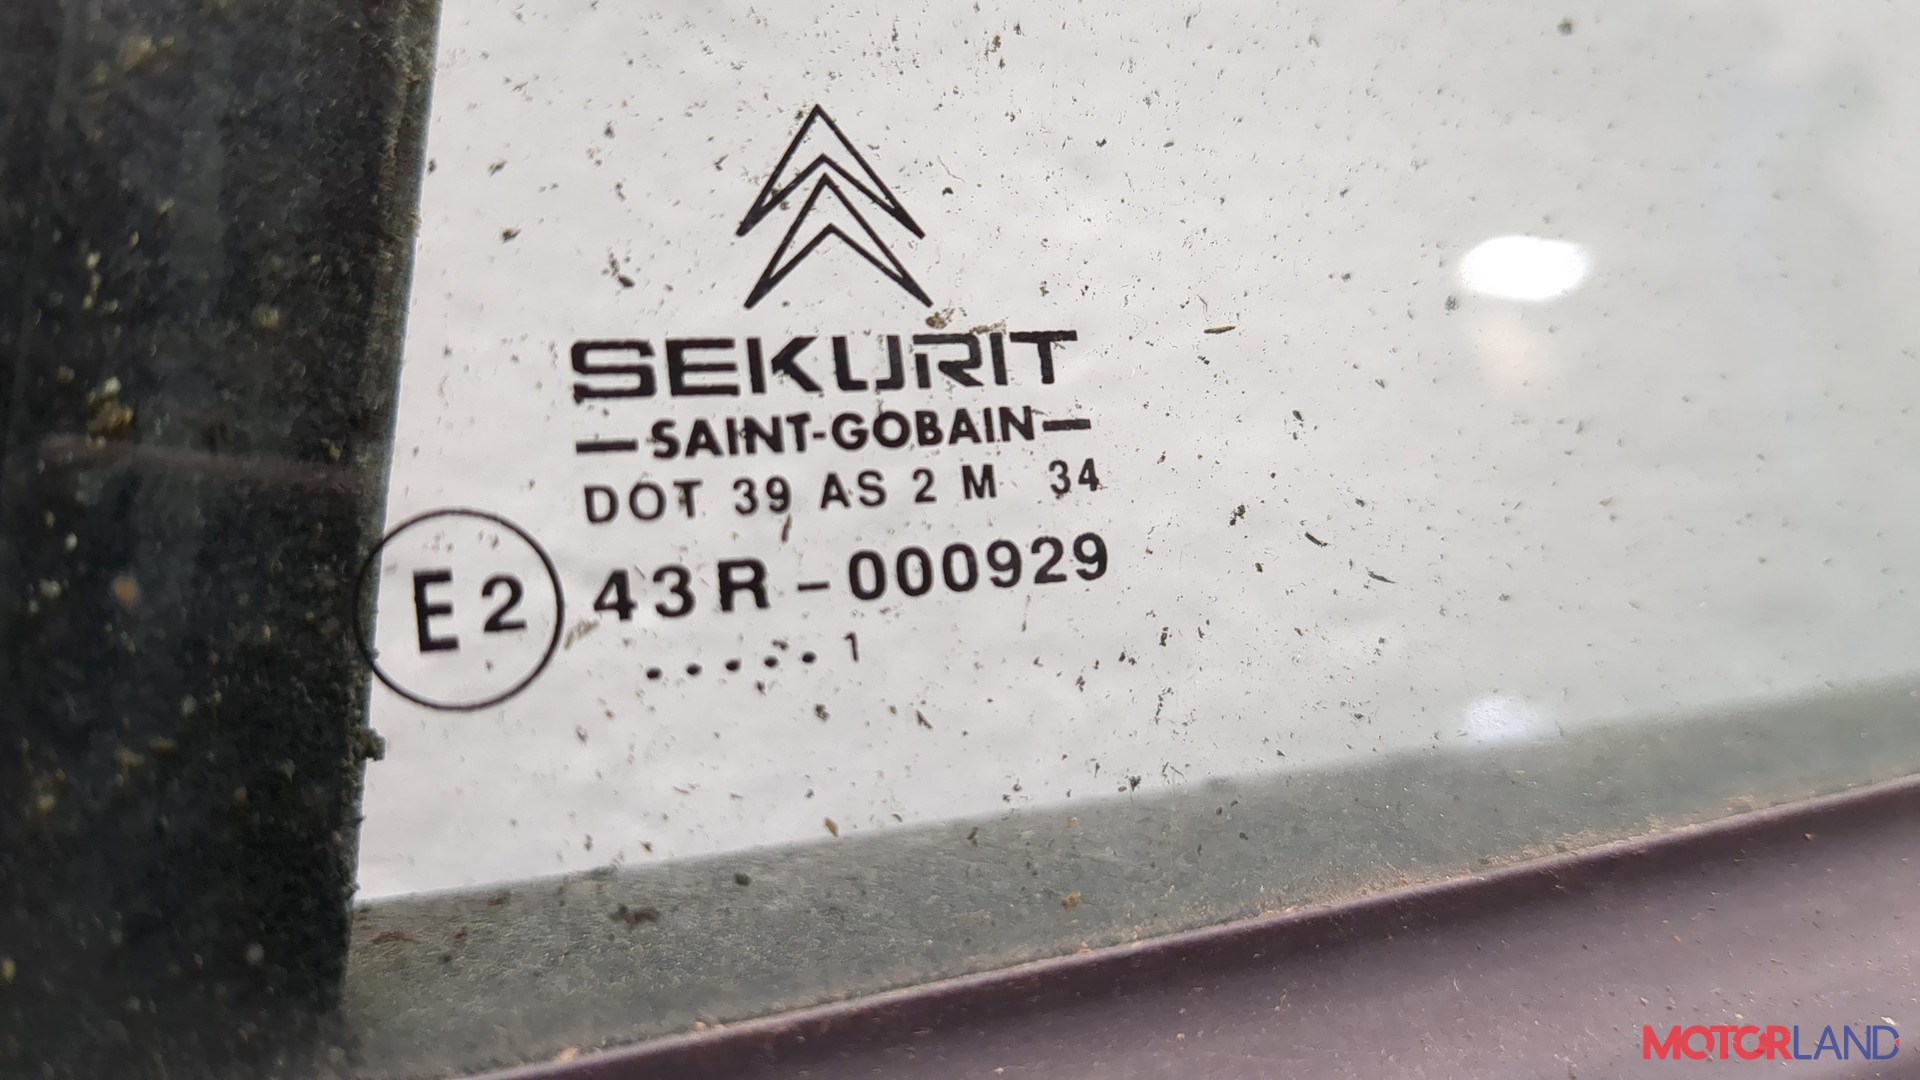 SEKURIT
—SAINT-GOBAIN—
DOT 39 AS 2 M 34
E2 43R-000929
.....1
MOTORLAND